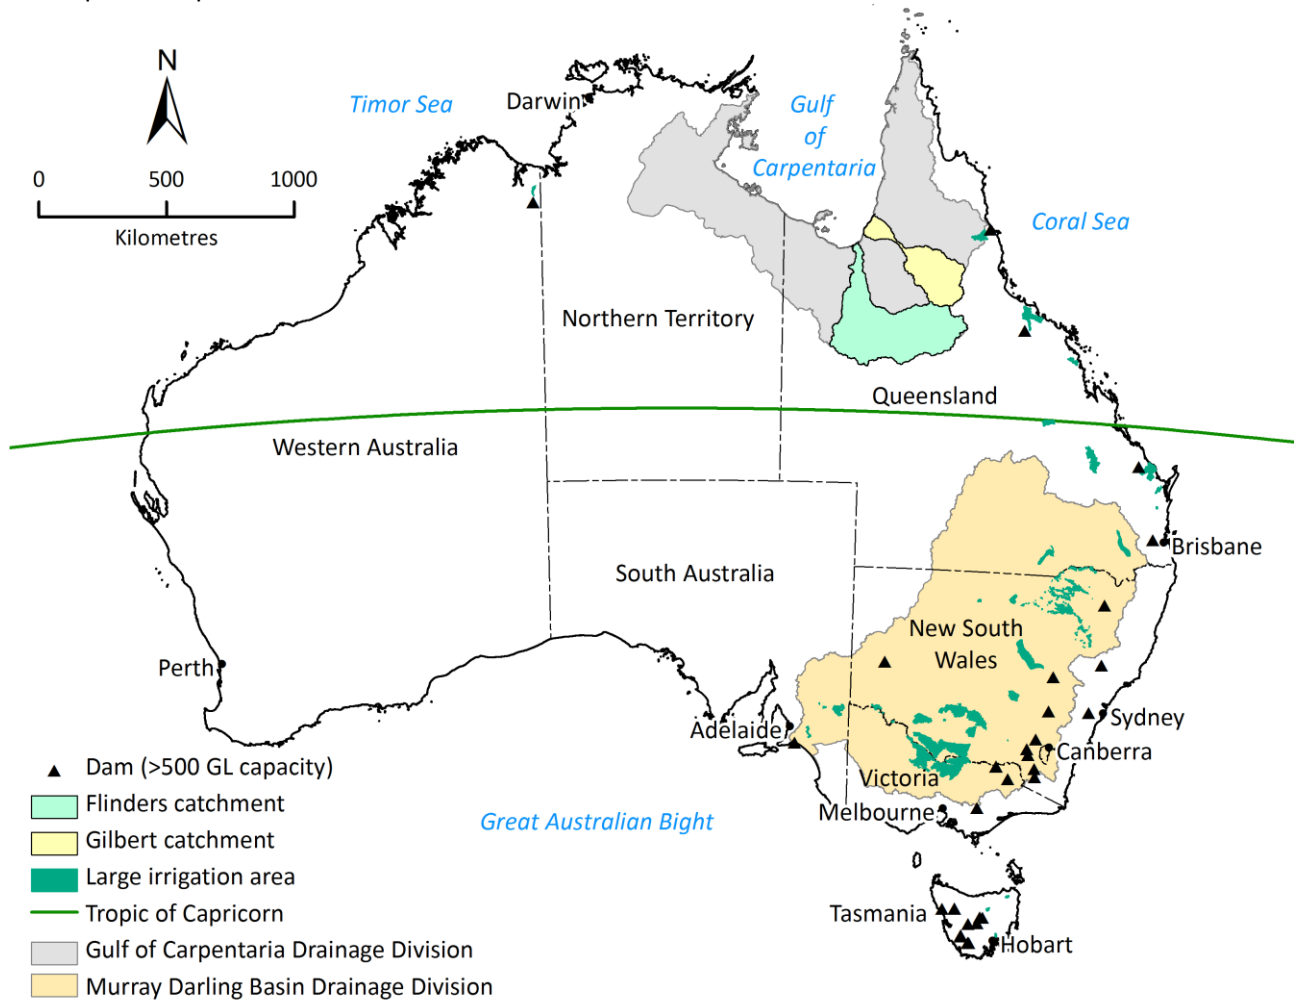 N
0 500 1000
Kilometres
Timor Sea
Darwin
Gulf
of
Carpentaria
Coral Sea
Northern Territory
Queensland
Western Australia
South Australia
Brisbane
New South
Wales
Perth
Adelaide
Sydney
Canberra
Victoria
Melbourne
Great Australian Bight
Tasmania
Hobart
Dam (>500 GL capacity)
Flinders catchment
Gilbert catchment
Large irrigation area
Tropic of Capricorn
Gulf of Carpentaria Drainage Division
Murray Darling Basin Drainage Division